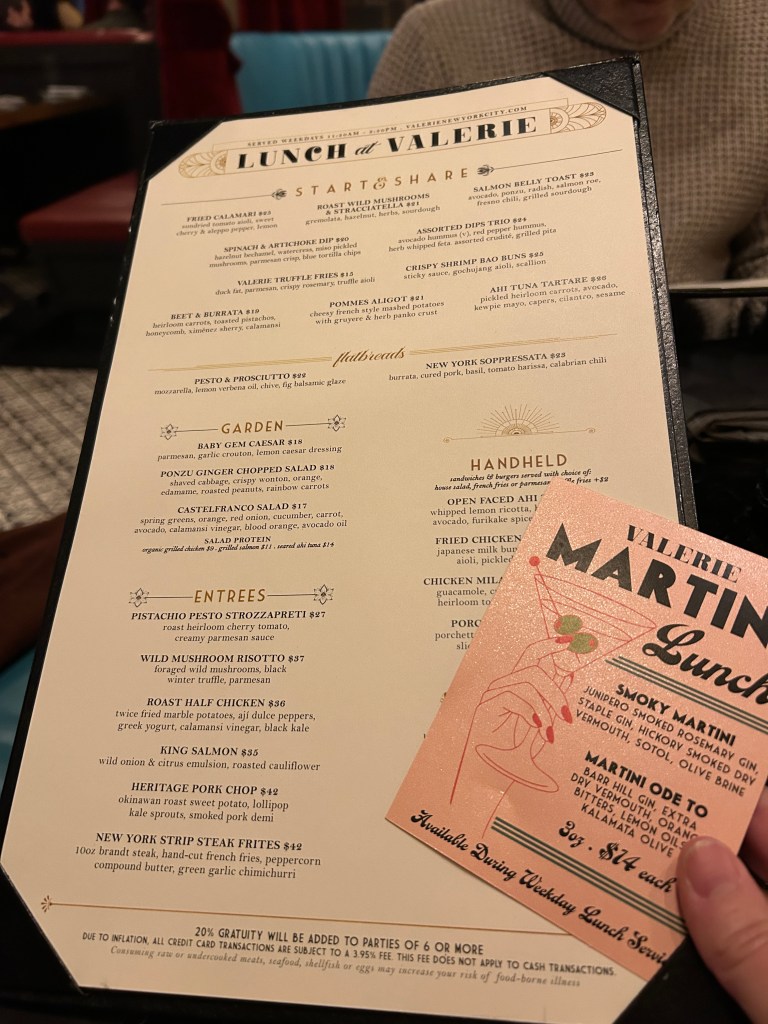 SERVED WEEKDAYS 11:30AM - 3:00PM · VALERIENEWYORKCITY.COM
LUNCH at VALERIE
START & SHARE
FRIED CALAMARI $23
sundried tomato aioli, sweet
cherry & aleppo pepper, lemon
ROAST WILD MUSHROOMS
& STRACCIATELLA $21
gremolata, hazelnut, herbs, sourdough
SALMON BELLY TOAST $23
avocado, ponzu, radish, salmon roe,
fresno chili, grilled sourdough
SPINACH & ARTICHOKE DIP $20
hazelnut bechamel, watercress, miso pickled
mushrooms, parmesan crisp, blue tortilla chips
ASSORTED DIPS TRIO $24
avocado hummus (v), red pepper hummus,
herb whipped feta, assorted crudité, grilled pita
VALERIE TRUFFLE FRIES $15
duck fat, parmesan, crispy rosemary, truffle aioli
CRISPY SHRIMP BAO BUNS $25
sticky sauce, gochujang aioli, scallion
BEET & BURRATA $19
heirloom carrots, toasted pistachios,
honeycomb, ximénez sherry, calamansi
POMMES ALIGOT $21
cheesy french style mashed potatoes
with gruyere & herb panko crust
AHI TUNA TARTARE $26
pickled heirloom carrots, avocado,
kewpie mayo, capers, cilantro, sesame
flatbreads
PESTO & PROSCIUTTO $22
mozzarella, lemon verbena oil, chive, fig balsamic glaze
NEW YORK SOPPRESSATA $23
burrata, cured pork, basil, tomato harissa, calabrian chili
GARDEN
BABY GEM CAESAR $18
parmesan, garlic crouton, lemon caesar dressing
PONZU GINGER CHOPPED SALAD $18
shaved cabbage, crispy wonton, orange,
edamame, roasted peanuts, rainbow carrots
CASTELFRANCO SALAD $17
spring greens, orange, red onion, cucumber, carrot,
avocado, calamansi vinegar, blood orange, avocado oil
SALAD PROTEIN
organic grilled chicken $9 . grilled salmon $11 . seared ahi tuna $14
ENTREES
PISTACHIO PESTO STROZZAPRETI $27
roast heirloom cherry tomato,
creamy parmesan sauce
WILD MUSHROOM RISOTTO $37
foraged wild mushrooms, black
winter truffle, parmesan
ROAST HALF CHICKEN $36
twice fried marble potatoes, ají dulce peppers,
greek yogurt, calamansi vinegar, black kale
KING SALMON $35
wild onion & citrus emulsion, roasted cauliflower
HERITAGE PORK CHOP $42
okinawan roast sweet potato, lollipop
kale sprouts, smoked pork demi
NEW YORK STRIP STEAK FRITES $42
10oz brandt steak, hand-cut french fries, peppercorn
compound butter, green garlic chimichurri
HANDHELD
sandwiches & burgers served with choice of:
house salad, french fries or parmesan fries +$2
OPEN FACED AHI
whipped lemon ricotta,
avocado, furikake spice
FRIED CHICKEN
japanese milk bun
aioli, pickled
CHICKEN MILA
guacamole,
heirloom to
PORC
porchett
VALERIE
MARTIN
Lunch
SMOKY MARTINI
JUNIPERO SMOKED ROSEMARY GIN,
STAPLE GIN, HICKORY SMOKED DRY
VERMOUTH, SOTOL, OLIVE BRINE
MARTINI ODE TO
BARR HILL GIN, EXTRA
DRY VERMOUTH, ORANG
BITTERS, LEMON OILS
KALAMATA OLIVE
3oz . $14 each
Available During Weekday Lunch Servi
20% GRATUITY WILL BE ADDED TO PARTIES OF 6 OR MORE
DUE TO INFLATION, ALL CREDIT CARD TRANSACTIONS ARE SUBJECT TO A 3.95% FEE. THIS FEE DOES NOT APPLY TO CASH TRANSACTIONS.
Consuming raw or undercooked meats, seafood, shellfish or eggs may increase your risk of food-borne illness